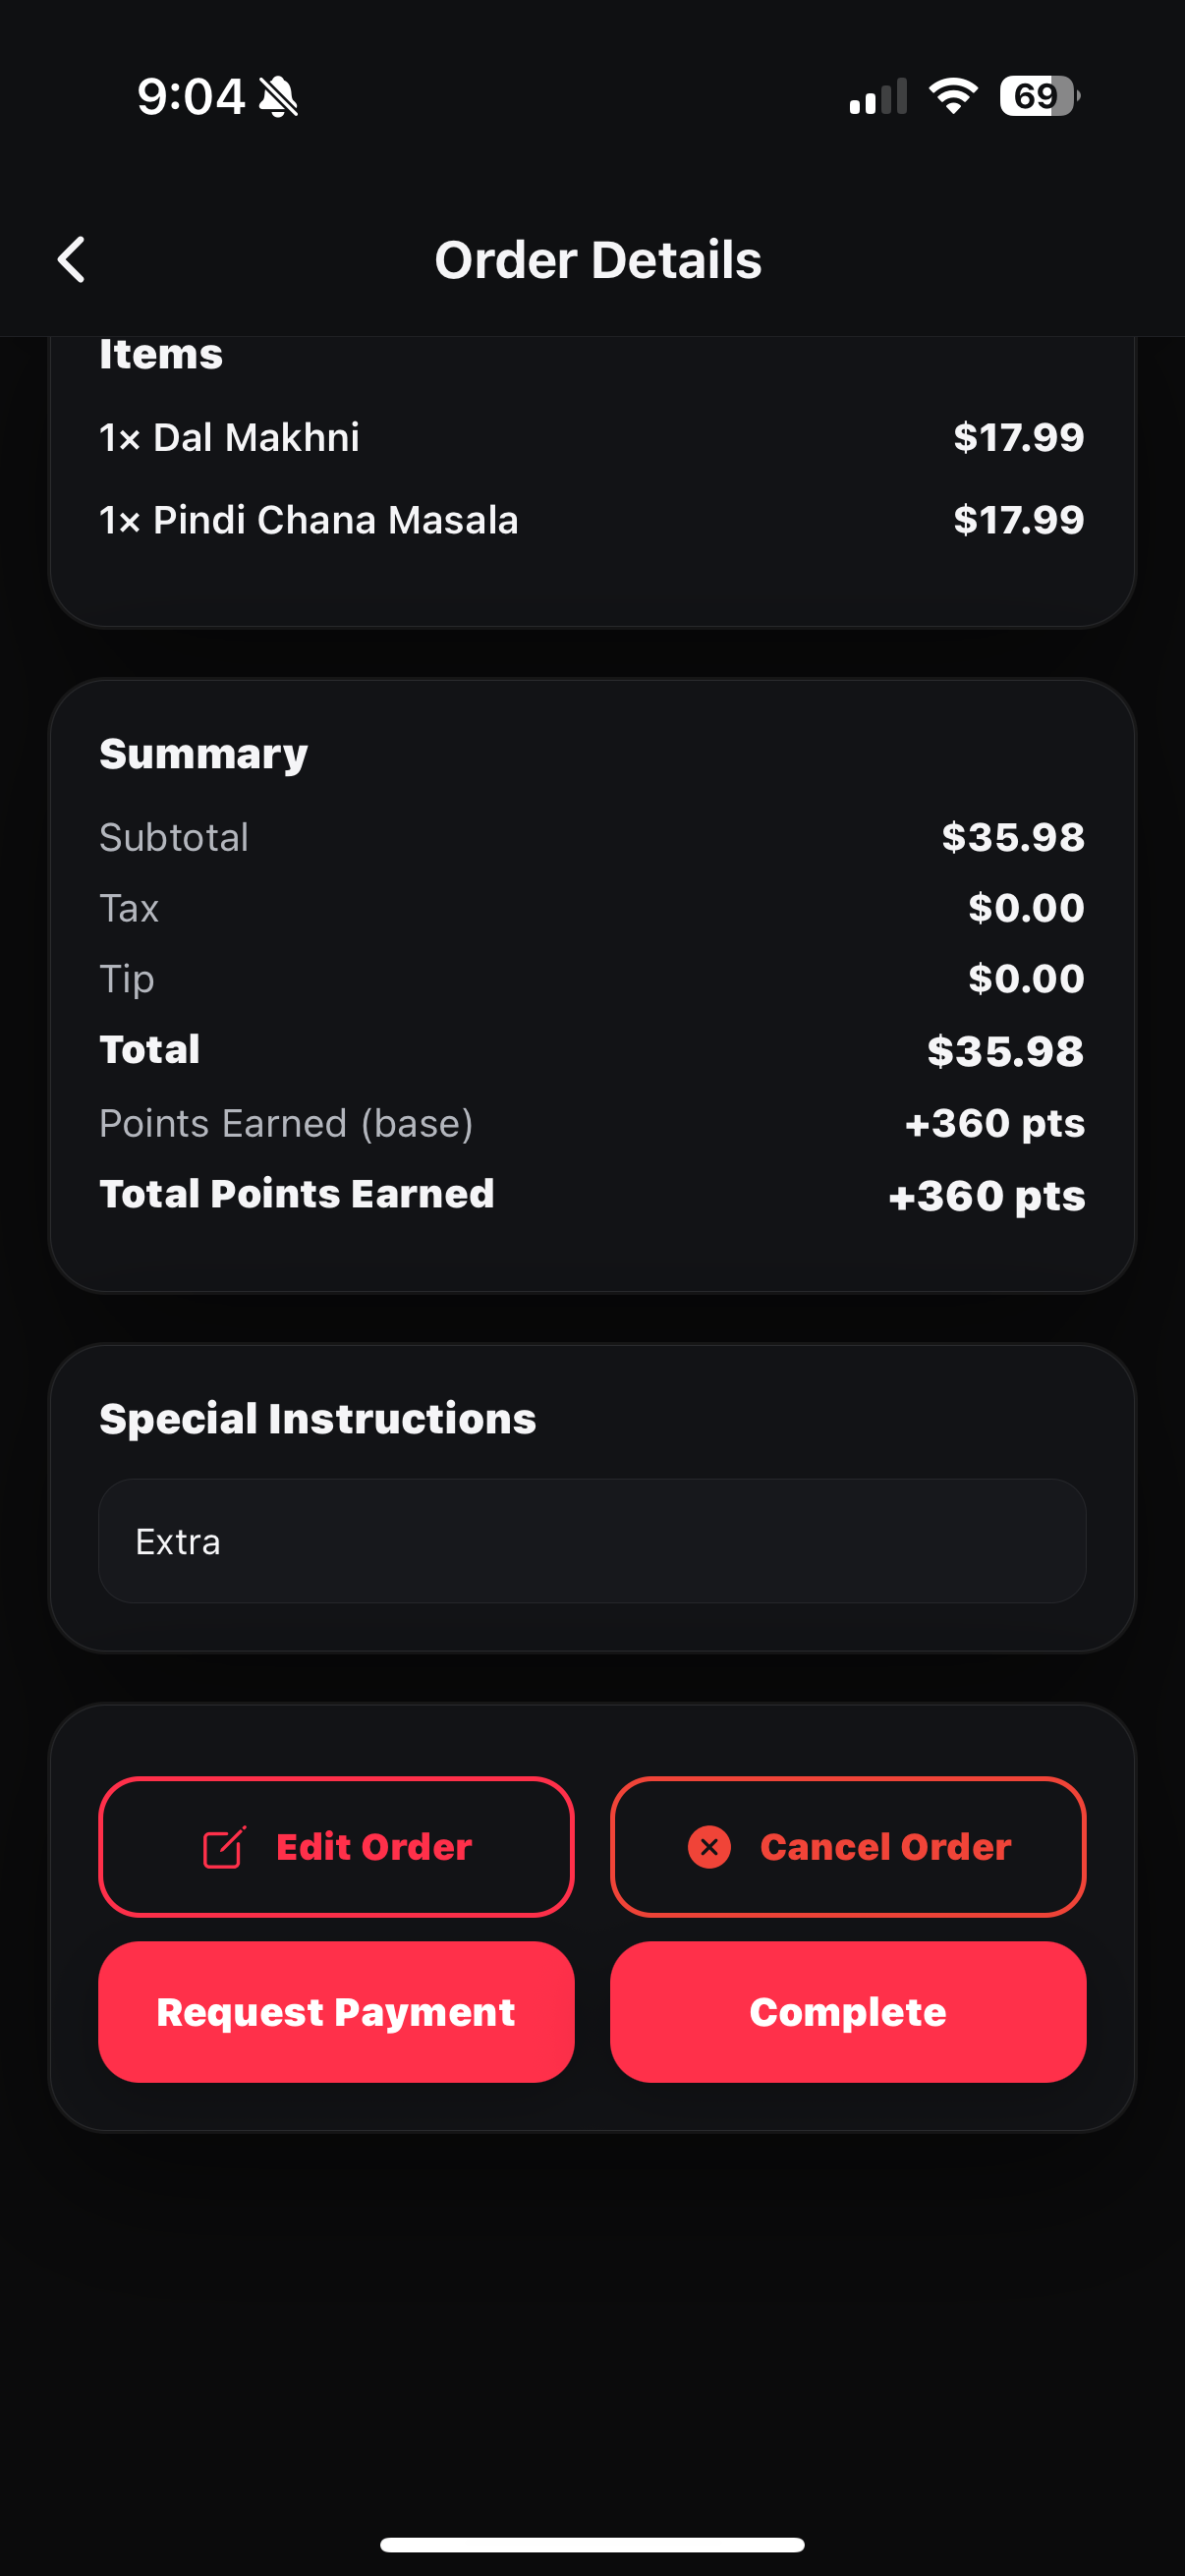 9:04
69
Order Details
Items
1× Dal Makhni $17.99
1× Pindi Chana Masala $17.99
Summary
Subtotal $35.98
Tax $0.00
Tip $0.00
Total $35.98
Points Earned (base) +360 pts
Total Points Earned +360 pts
Special Instructions
Extra
Edit Order Cancel Order
Request Payment Complete